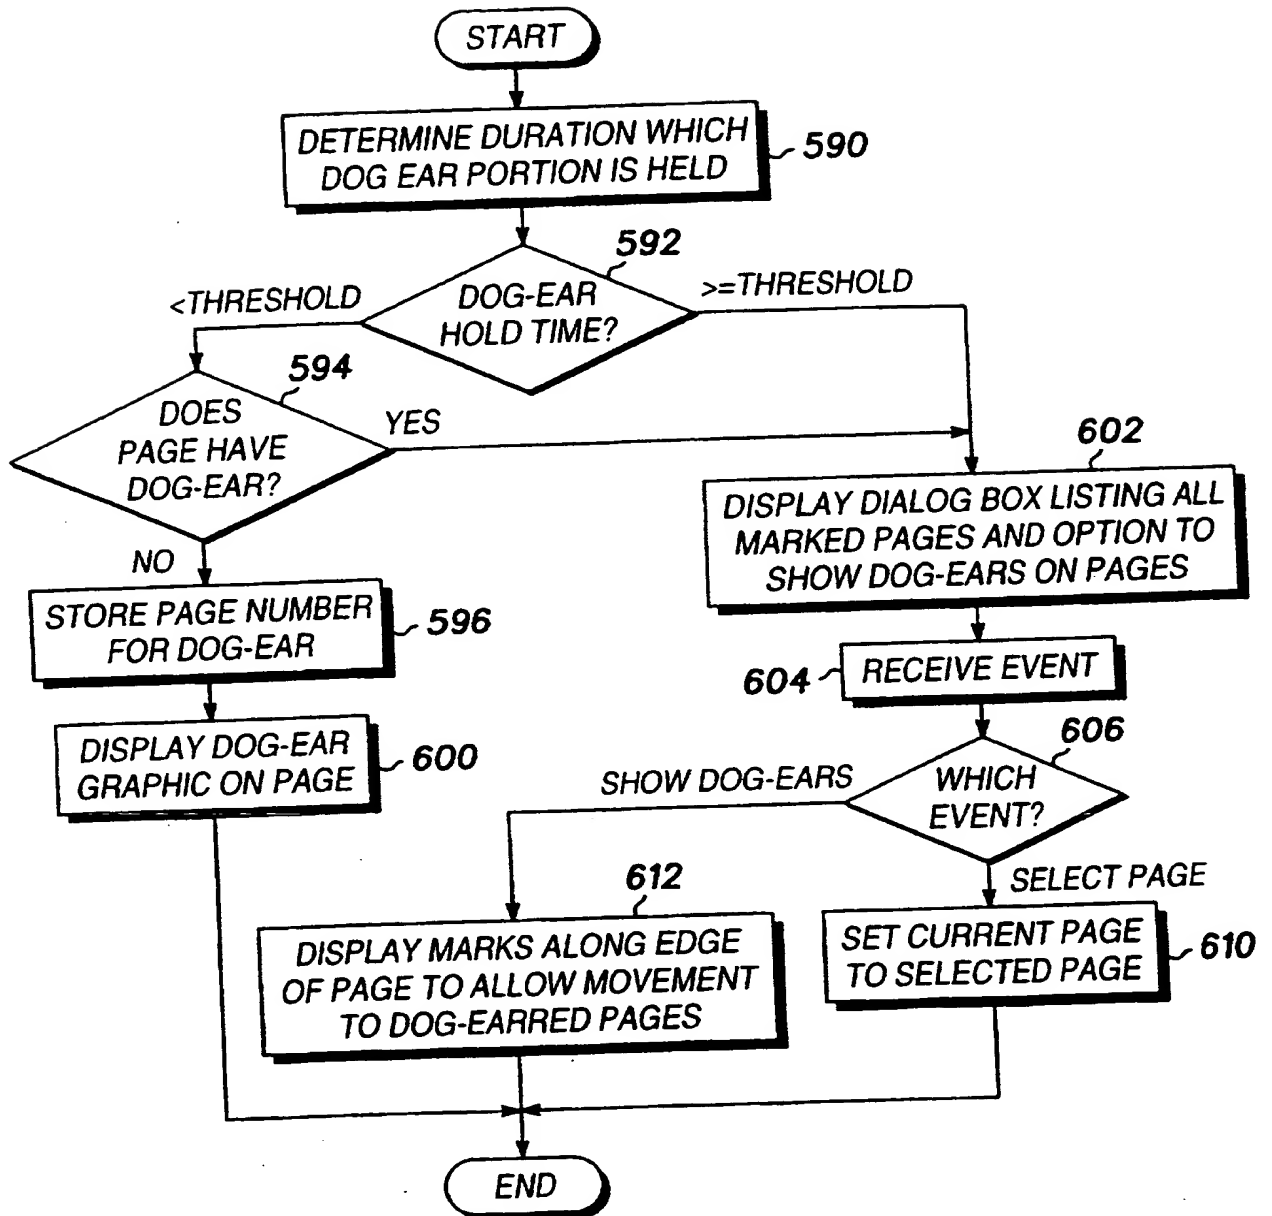 START
DETERMINE DURATION WHICH
DOG EAR PORTION IS HELD
590
592
DOG-EAR
HOLD TIME?
<THRESHOLD
>=THRESHOLD
594
DOES
PAGE HAVE
DOG-EAR?
YES
NO
STORE PAGE NUMBER
FOR DOG-EAR
596
DISPLAY DOG-EAR
GRAPHIC ON PAGE
600
602
DISPLAY DIALOG BOX LISTING ALL
MARKED PAGES AND OPTION TO
SHOW DOG-EARS ON PAGES
604
RECEIVE EVENT
606
WHICH
EVENT?
SHOW DOG-EARS
SELECT PAGE
612
DISPLAY MARKS ALONG EDGE
OF PAGE TO ALLOW MOVEMENT
TO DOG-EARRED PAGES
SET CURRENT PAGE
TO SELECTED PAGE
610
END